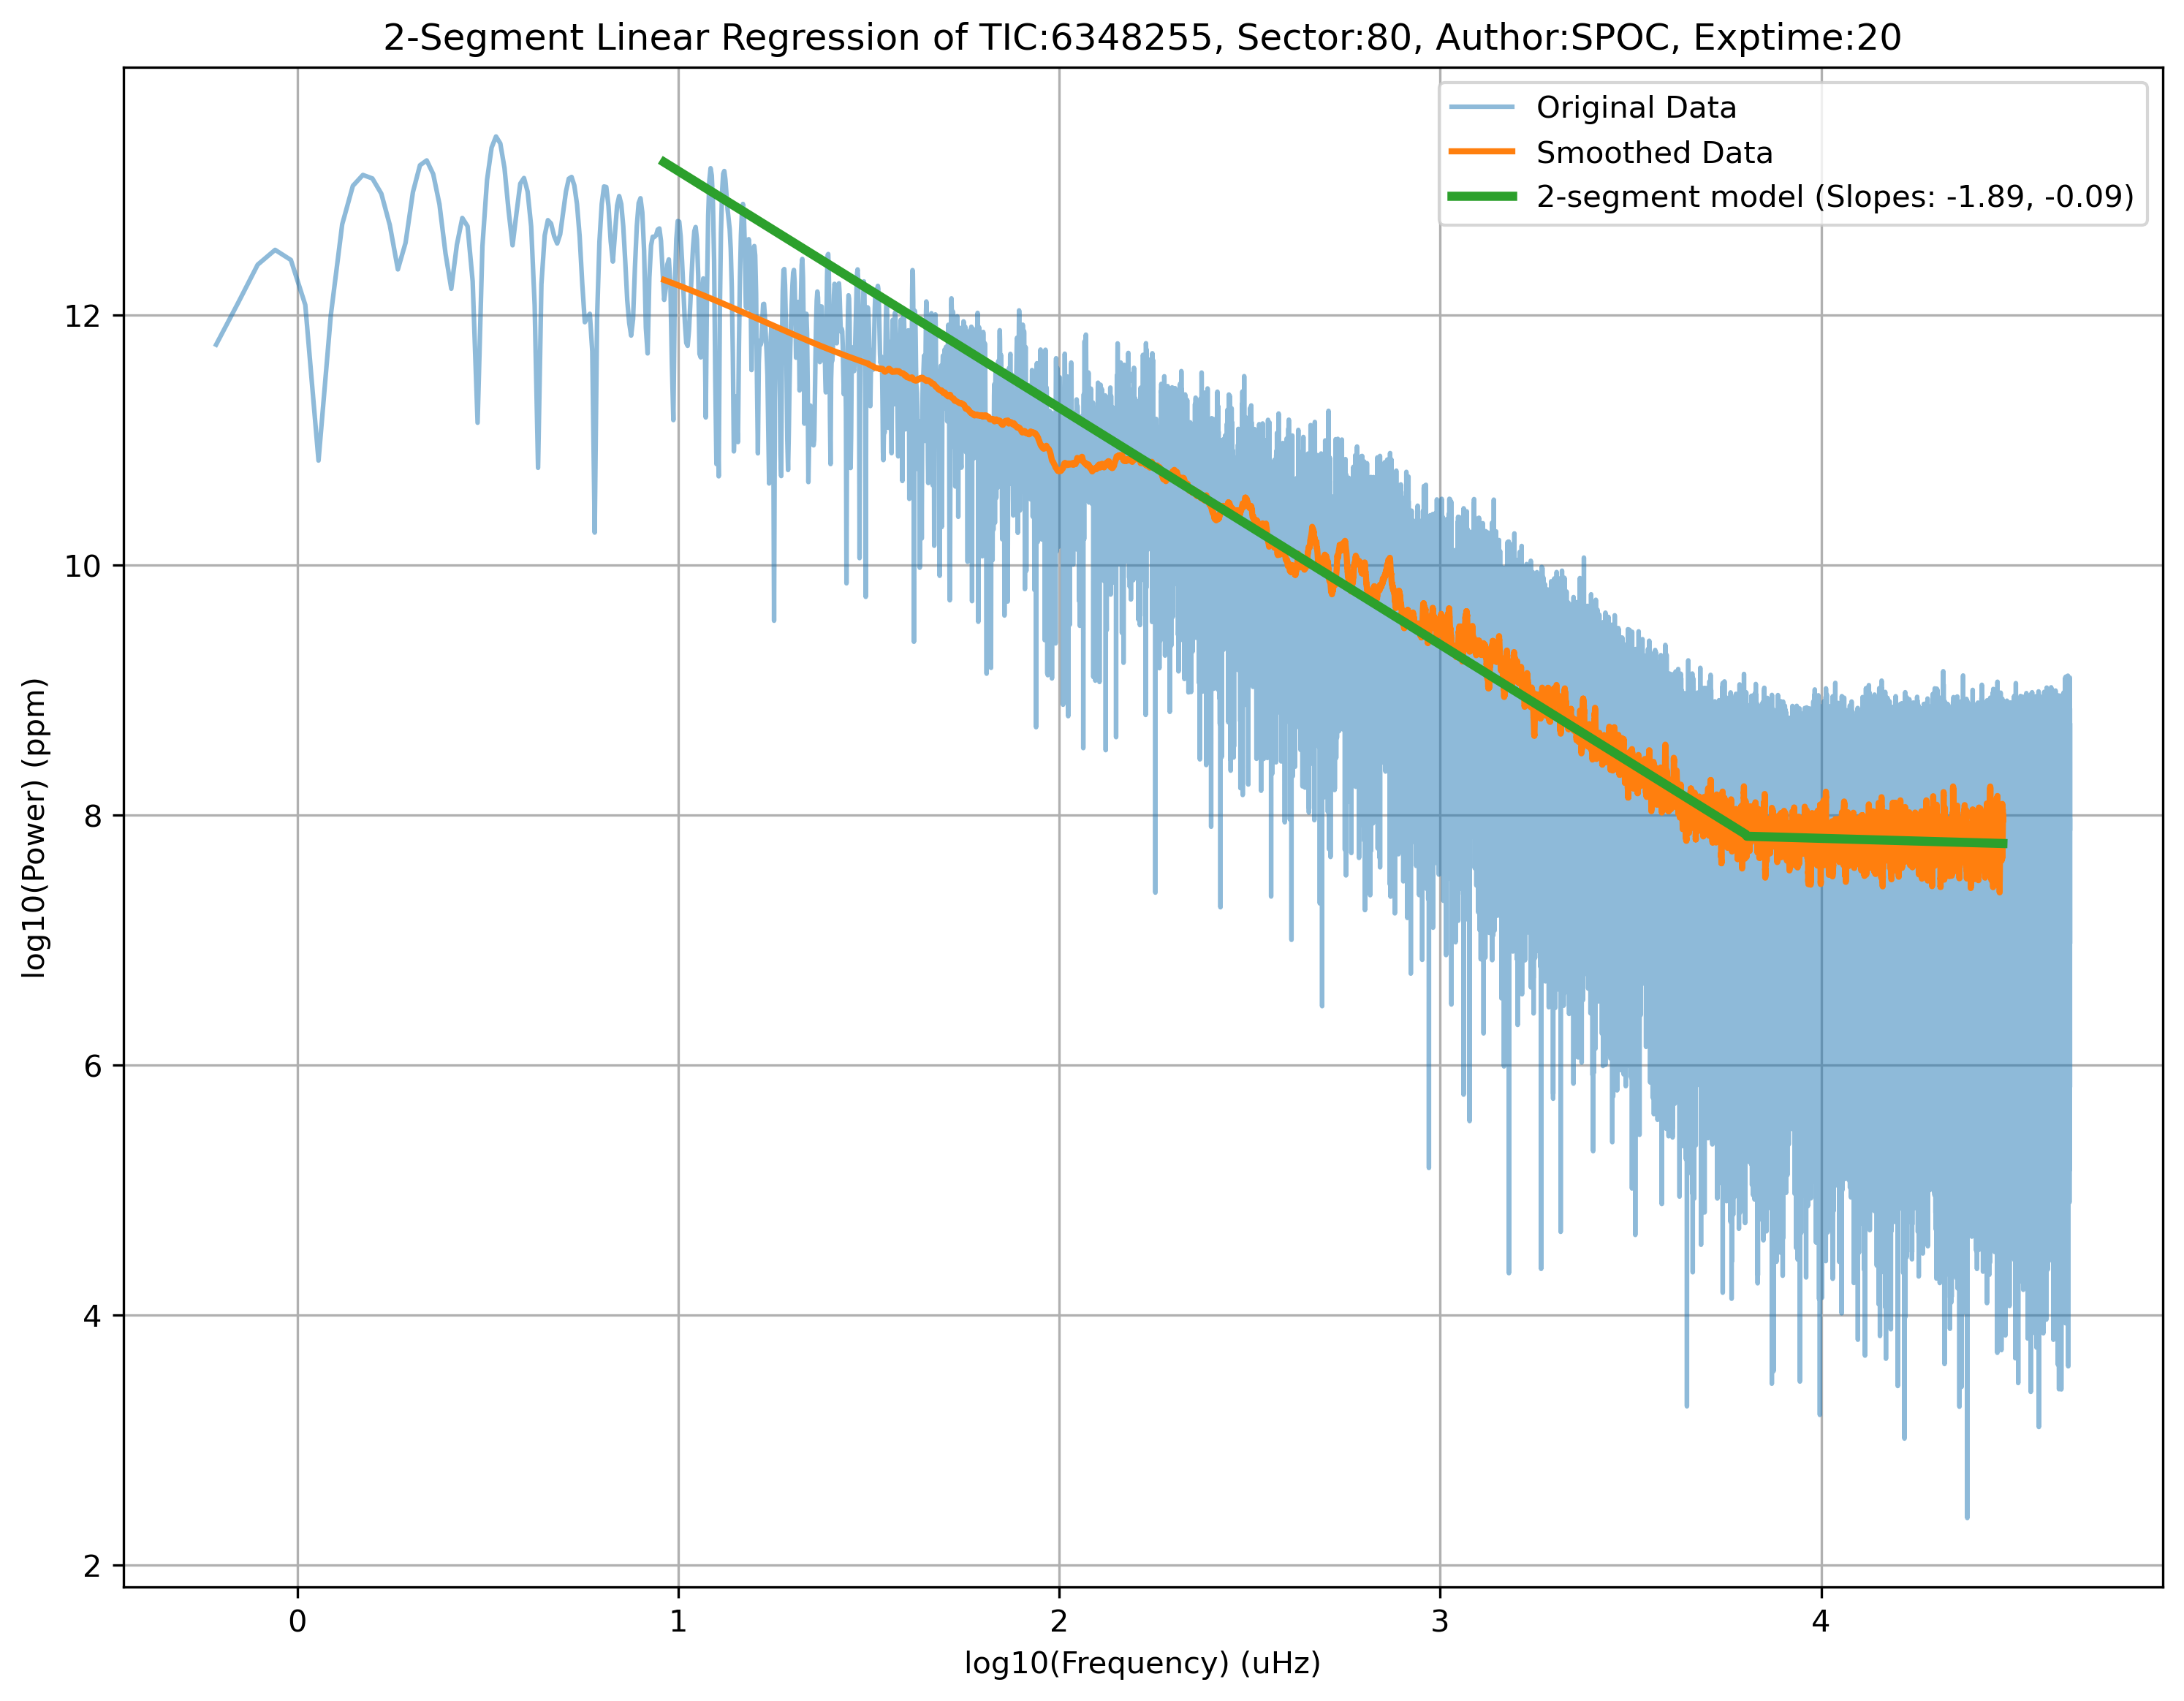 2-Segment Linear Regression of TIC:6348255, Sector:80, Author:SPOC, Exptime:20
Original Data
Smoothed Data
2-segment model (Slopes: -1.89, -0.09)
log10(Power) (ppm)
12
10
8
6
4
2
0 1 2 3 4
log10(Frequency) (uHz)